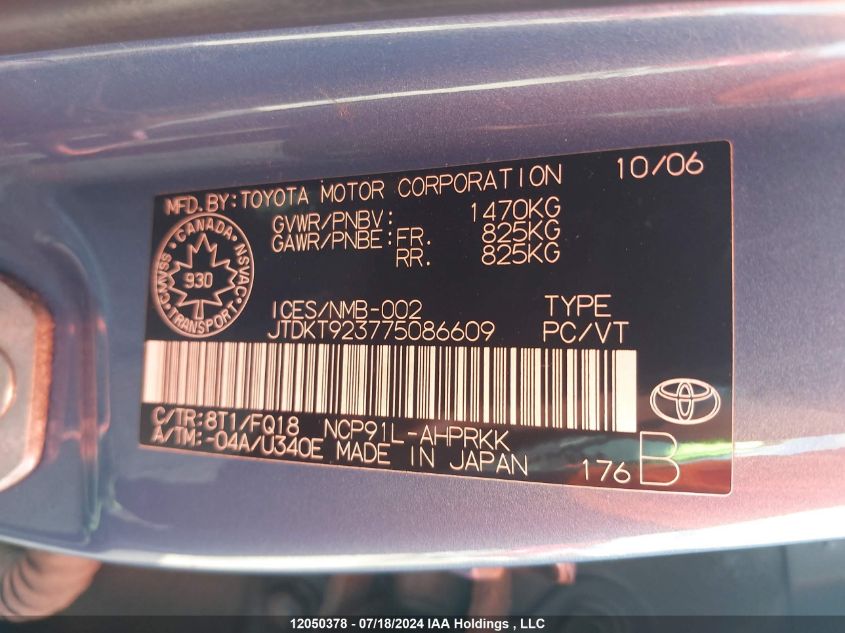 MFD. BY: TOYOTA MOTOR CORPORATION 10/06
GVWR/PNBV: 1470KG
GAWR/PNBE: FR. 825KG
RR. 825KG
CANADA
CMVSS 930 NSVAC
TRANSPORT
ICES/NMB-002 TYPE
JTDKT923775086609 PC/VT
C/TR: 8T1/FQ18 NCP91L-AHPRKK
A/TM: -04A/U340E MADE IN JAPAN 176 B
12050378 - 07/18/2024 IAA Holdings , LLC